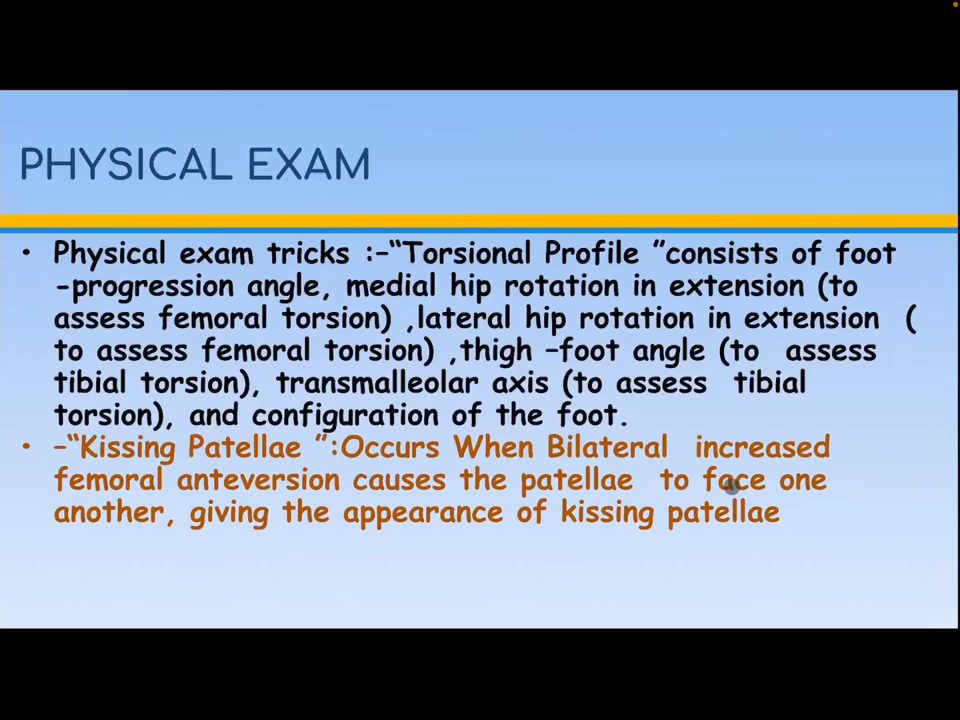 PHYSICAL EXAM
• Physical exam tricks :–“Torsional Profile ”consists of foot
-progression angle, medial hip rotation in extension (to
assess femoral torsion) ,lateral hip rotation in extension (
to assess femoral torsion) ,thigh –foot angle (to assess
tibial torsion), transmalleolar axis (to assess tibial
torsion), and configuration of the foot.
• –“Kissing Patellae ”:Occurs When Bilateral increased
femoral anteversion causes the patellae to face one
another, giving the appearance of kissing patellae